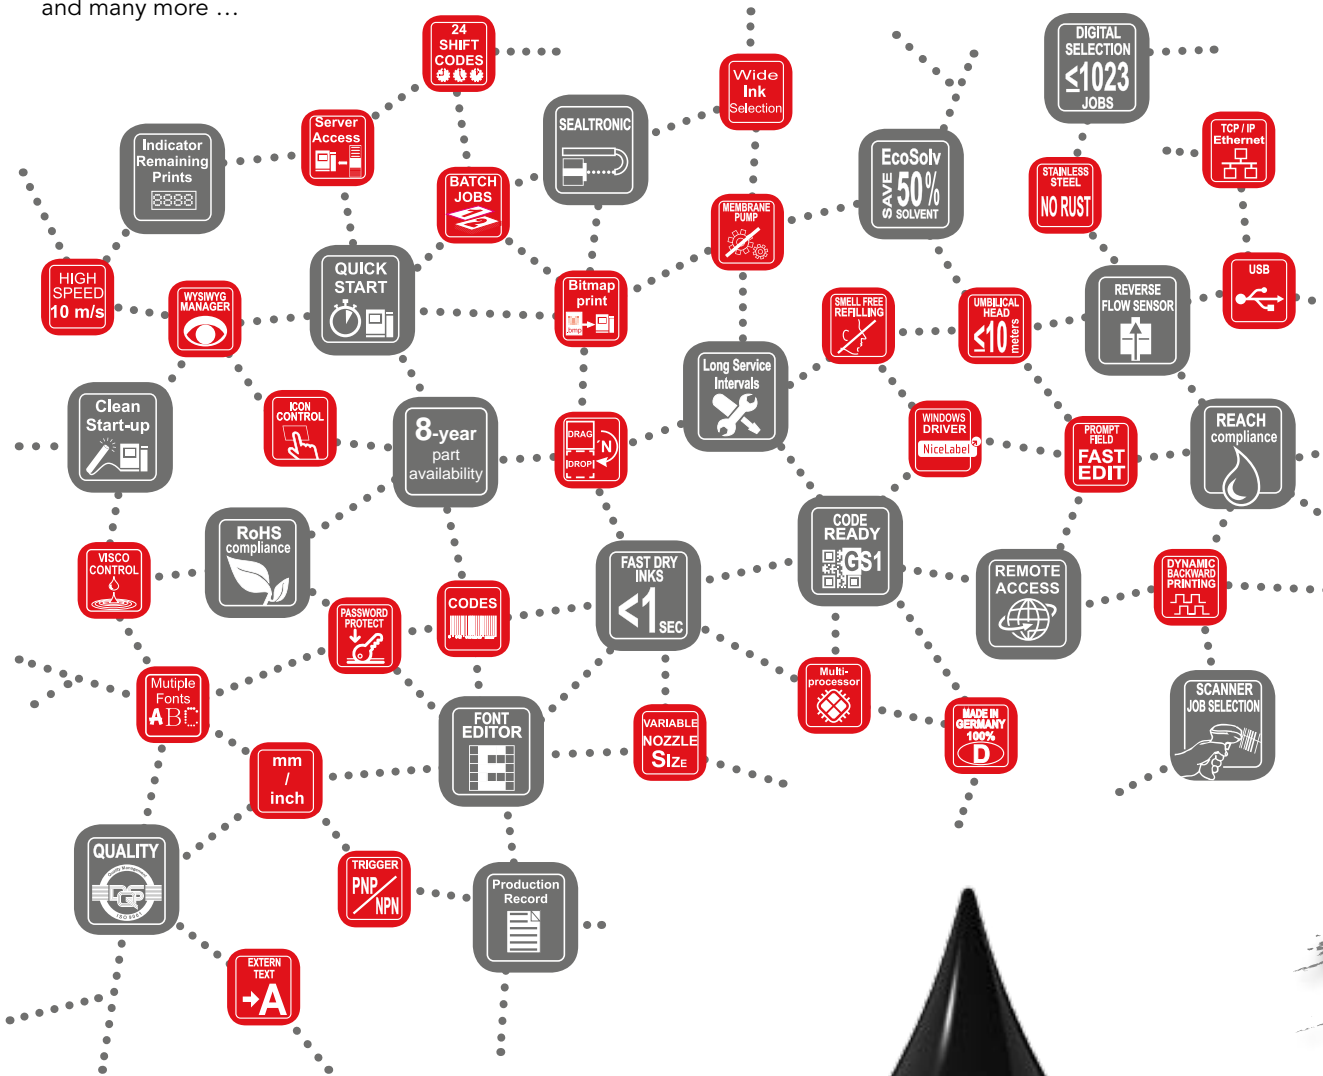 and many more …
24
SHIFT
CODES
Wide
Ink
Selection
DIGITAL
SELECTION
≤1023
JOBS
SEALTRONIC
Server
Access
Indicator
Remaining
Prints
8888
TCP / IP
Ethernet
EcoSolv
SAVE
50%
SOLVENT
STAINLESS
STEEL
NO RUST
BATCH
JOBS
MEMBRANE
PUMP
HIGH
SPEED
10 m/s
WYSIWYG
MANAGER
QUICK
START
Bitmap
print
.bmp
SMELL FREE
REFILLING
UMBILICAL
HEAD
≤10
meters
REVERSE
FLOW SENSOR
USB
Long Service
Intervals
Clean
Start-up
ICON
CONTROL
8-year
part
availability
DRAG
'N
DROP
WINDOWS
DRIVER
NiceLabel
PROMPT
FIELD
FAST
EDIT
REACH
compliance
RoHS
compliance
CODE
READY
GS1
VISCO
CONTROL
FAST DRY
INKS
<1
SEC
REMOTE
ACCESS
DYNAMIC
BACKWARD
PRINTING
PASSWORD
PROTECT
CODES
Mutiple
Fonts
ABC
Multi-
processor
SCANNER
JOB SELECTION
FONT
EDITOR
E
VARIABLE
NOZZLE
SIZE
MADE IN
GERMANY
100%
D
mm
/
inch
QUALITY
Quality Management
DQS
ISO 9001
TRIGGER
PNP
NPN
Production
Record
EXTERN
TEXT
A